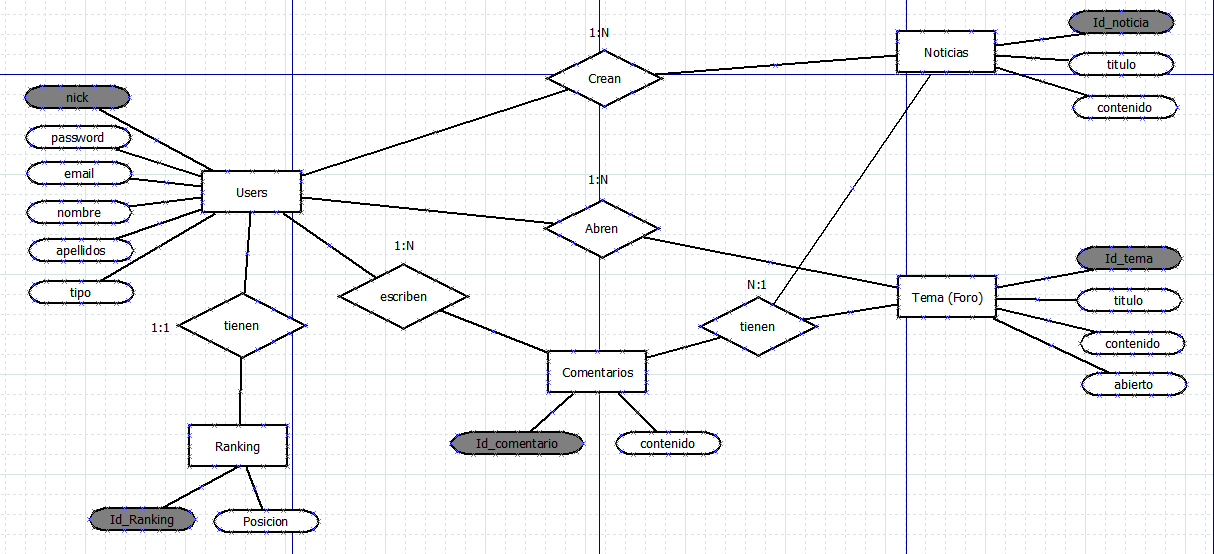 1:N
Crean
Noticias
Id_noticia
titulo
contenido
nick
password
email
nombre
apellidos
tipo
Users
1:N
Abren
1:N
escriben
N:1
tienen
Tema (Foro)
Id_tema
titulo
contenido
abierto
1:1
tienen
Comentarios
Id_comentario
contenido
Ranking
Id_Ranking
Posicion